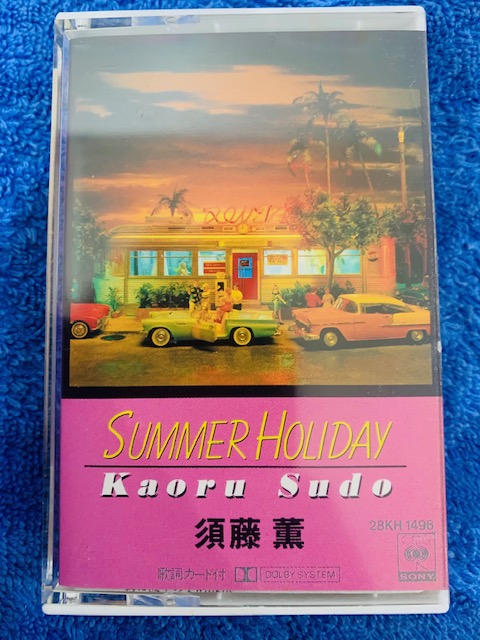 SUMMER HOLIDAY
Kaoru Sudo
須藤 薫
28KH 1496
歌詞カード付 DOLBY SYSTEM
SONY